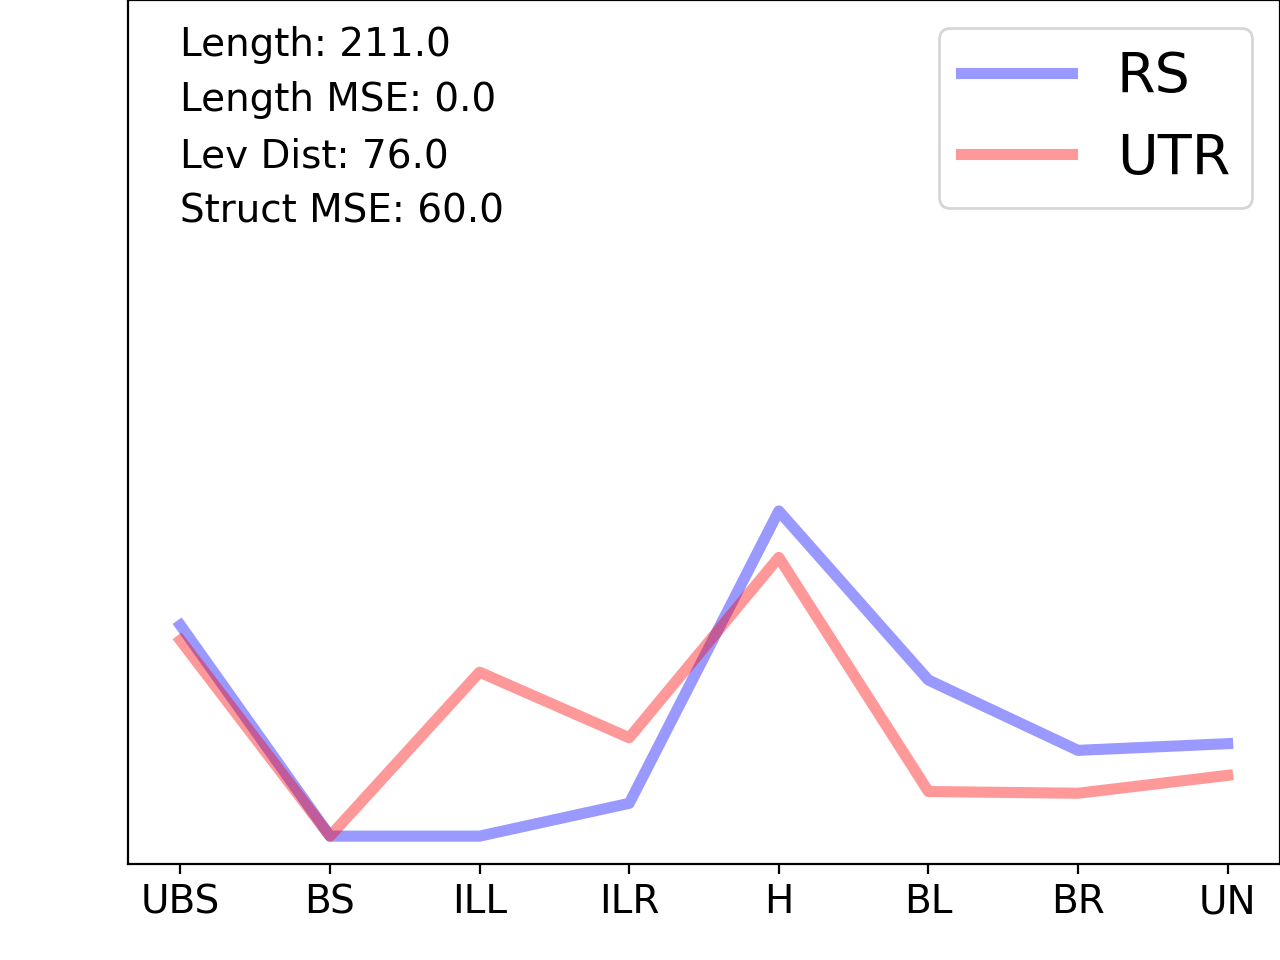 Length: 211.0
Length MSE: 0.0
Lev Dist: 76.0
Struct MSE: 60.0
RS
UTR
UBS BS ILL ILR H BL BR UN